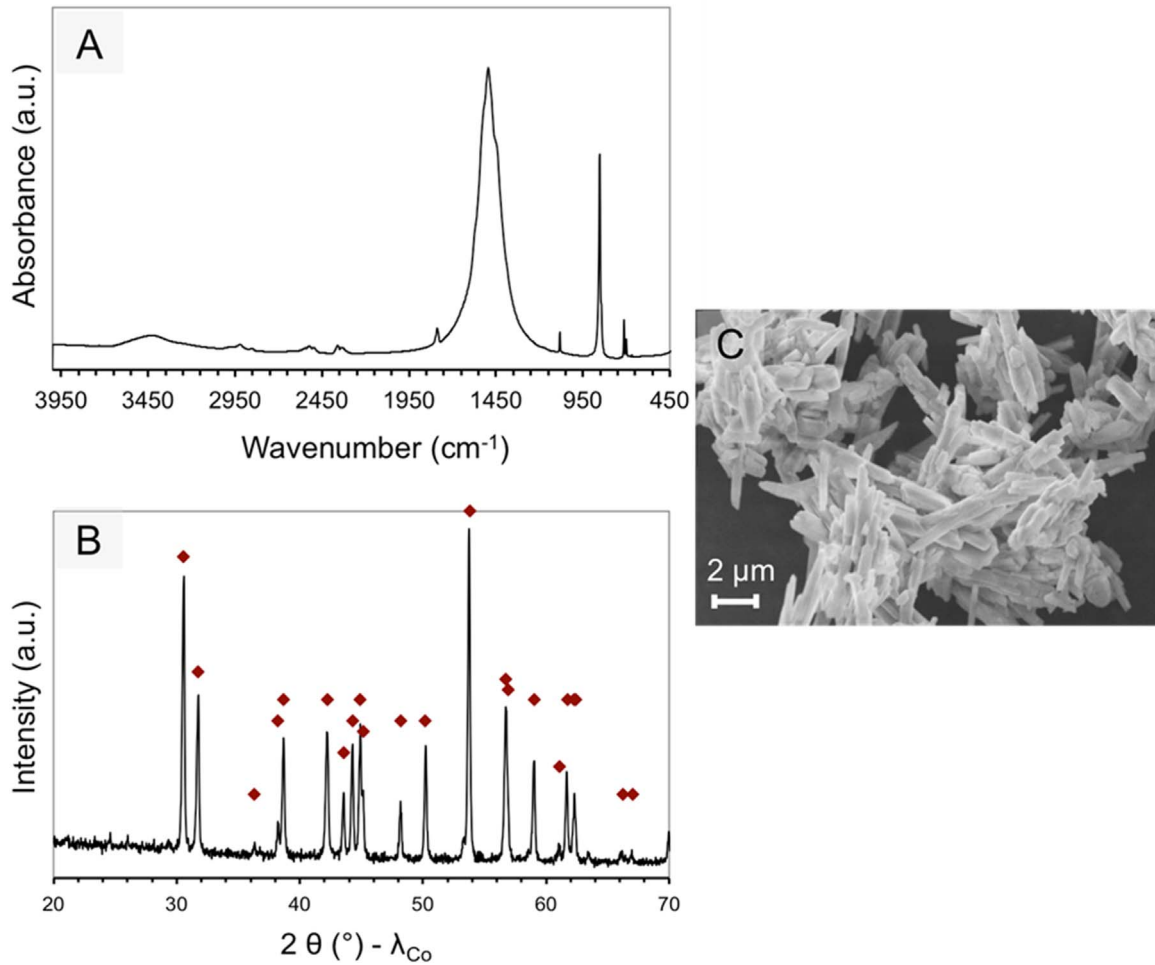 A
Absorbance (a.u.)
3950 3450 2950 2450 1950 1450 950 450
Wavenumber (cm⁻¹)
B
Intensity (a.u.)
20 30 40 50 60 70
2 θ (°) - λCo
C
2 μm